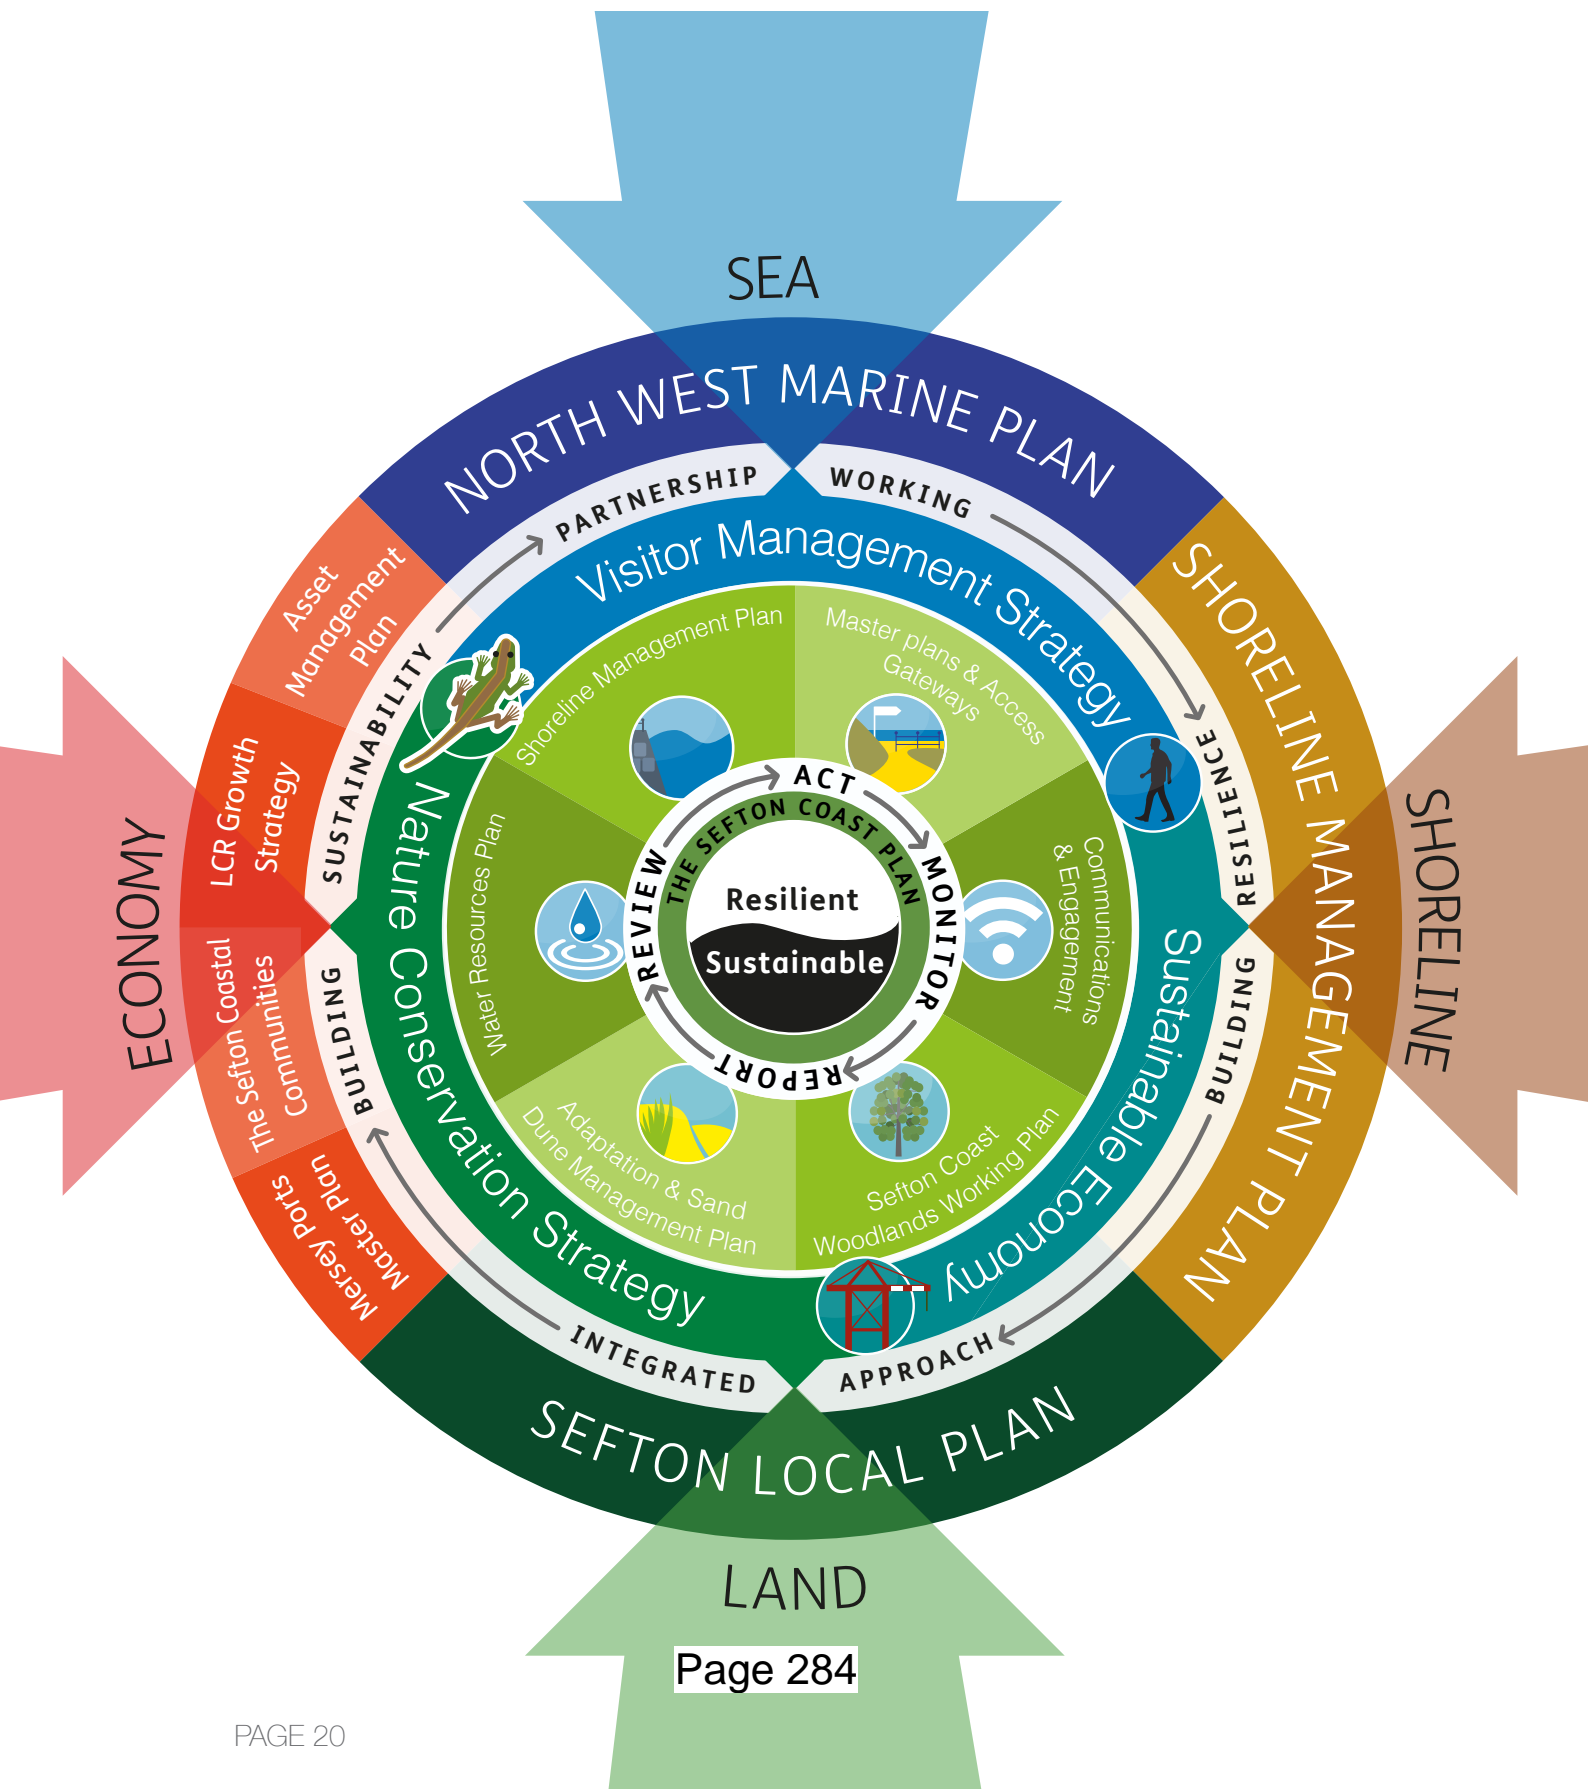 SEA
NORTH WEST MARINE PLAN
PARTNERSHIP
WORKING
Visitor Management Strategy
Asset
Management
Plan
LCR Growth
Strategy
ECONOMY
The Sefton Coastal
Communities
Mersey Ports
Master Plan
SUSTAINABILITY
BUILDING
SHORELINE MANAGEMENT PLAN
SHORELINE
RESILIENCE
BUILDING
Nature Conservation Strategy
Sustainable Economy
Shoreline Management Plan
Master plans & Access
Gateways
Communications
& Engagement
Sefton Coast
Woodlands Working Plan
Adaptation & Sand
Dune Management Plan
Water Resources Plan
ACT
MONITOR
REPORT
REVIEW
THE SEFTON COAST PLAN
Resilient
Sustainable
INTEGRATED
APPROACH
SEFTON LOCAL PLAN
LAND
Page 284
PAGE 20